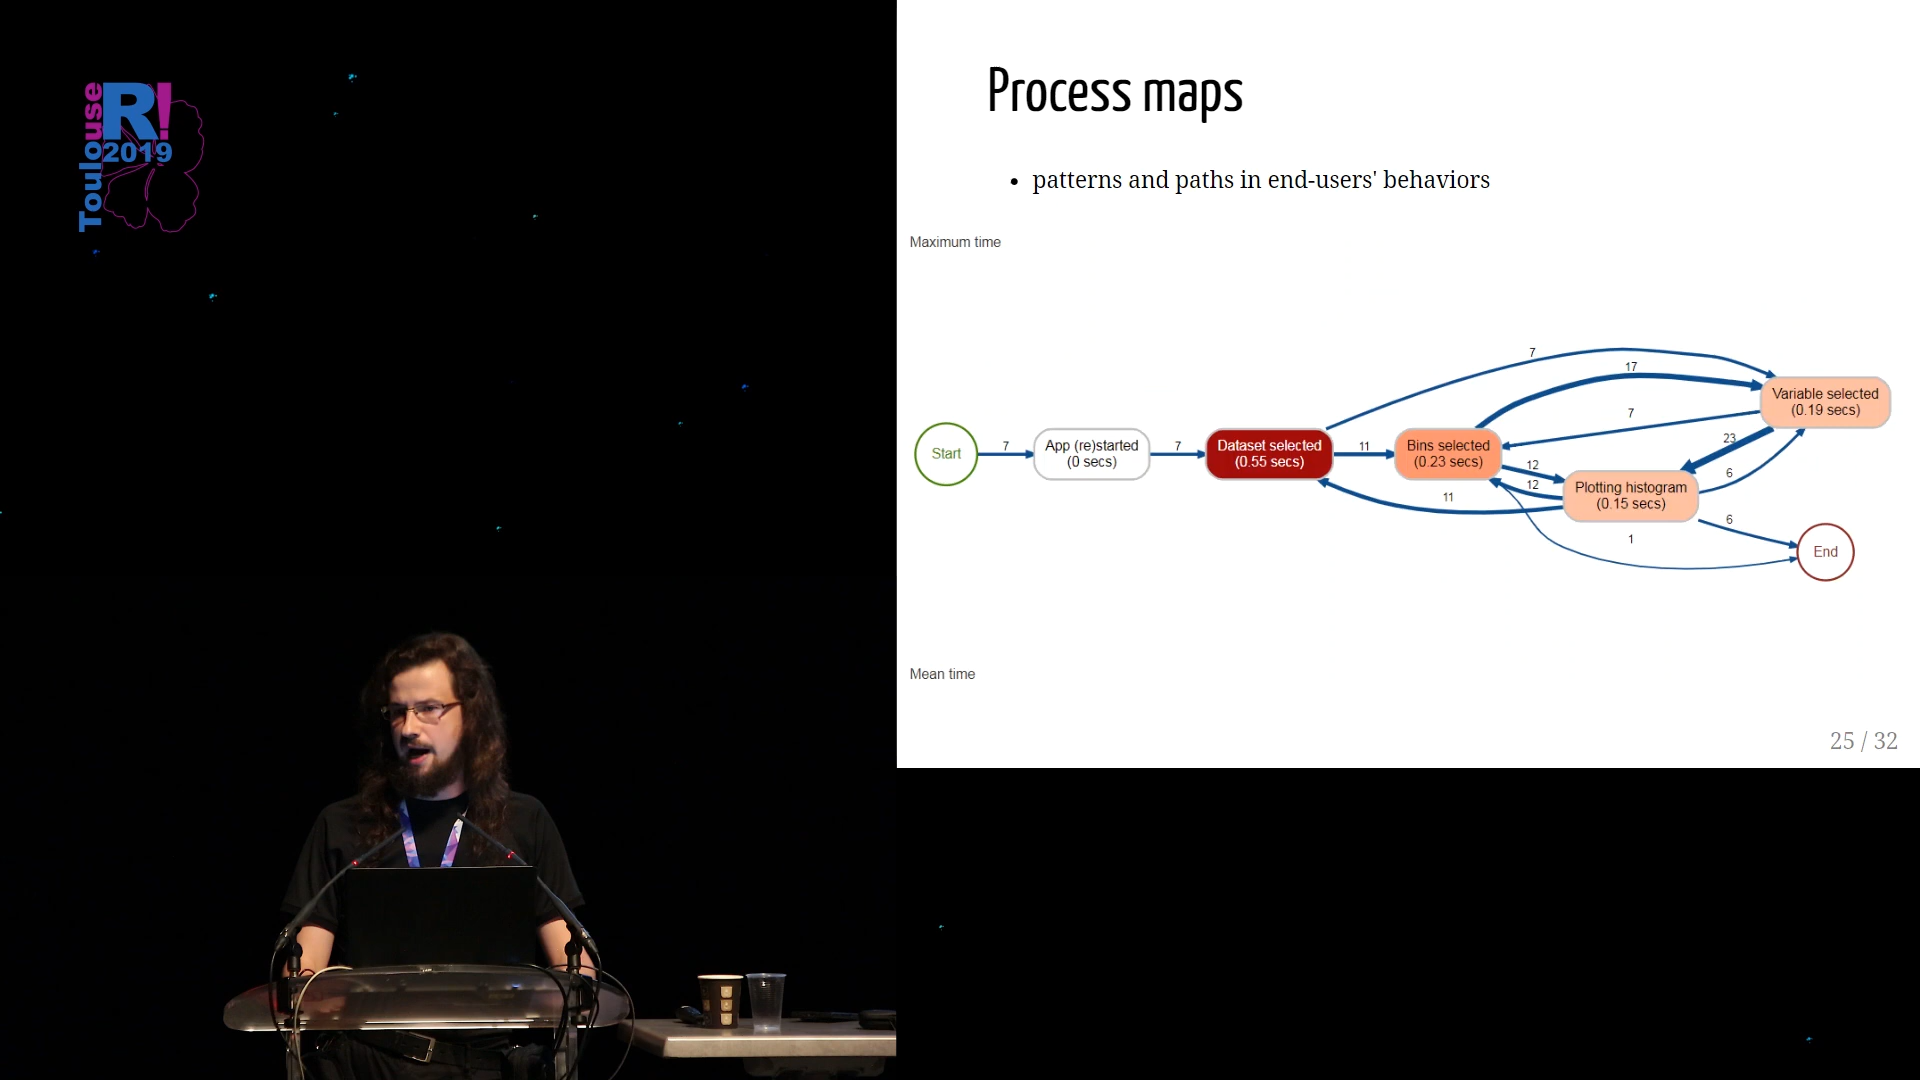 Toulouse
R!
2019
Process maps
• patterns and paths in end-users' behaviors
Maximum time
Start
7
App (re)started
(0 secs)
7
Dataset selected
(0.55 secs)
11
7
Bins selected
(0.23 secs)
17
7
12
12
11
Plotting histogram
(0.15 secs)
Variable selected
(0.19 secs)
23
6
6
1
End
Mean time
25 / 32